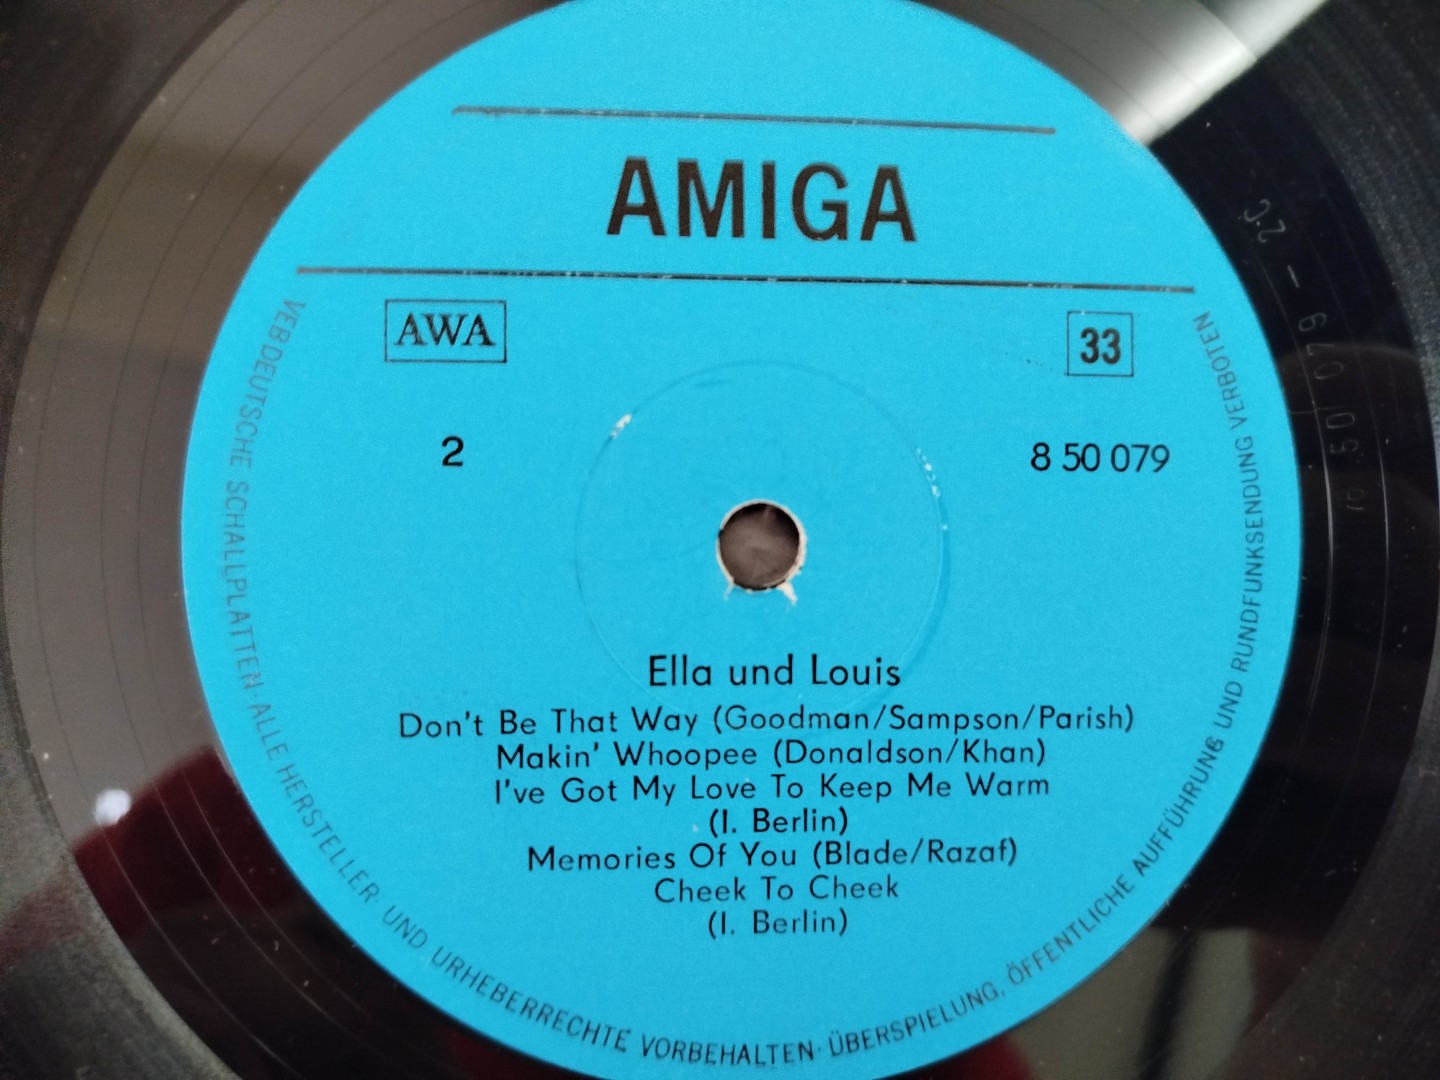 AMIGA
AWA
33
2
8 50 079
Ella und Louis
Don't Be That Way (Goodman/Sampson/Parish)
Makin' Whoopee (Donaldson/Khan)
I've Got My Love To Keep Me Warm
(I. Berlin)
Memories Of You (Blade/Razaf)
Cheek To Cheek
(I. Berlin)
VEB DEUTSCHE SCHALLPLATTEN · ALLE HERSTELLER- UND URHEBERRECHTE VORBEHALTEN · ÜBERSPIELUNG, ÖFFENTLICHE AUFFÜHRUNG UND RUNDFUNKSENDUNG VERBOTEN